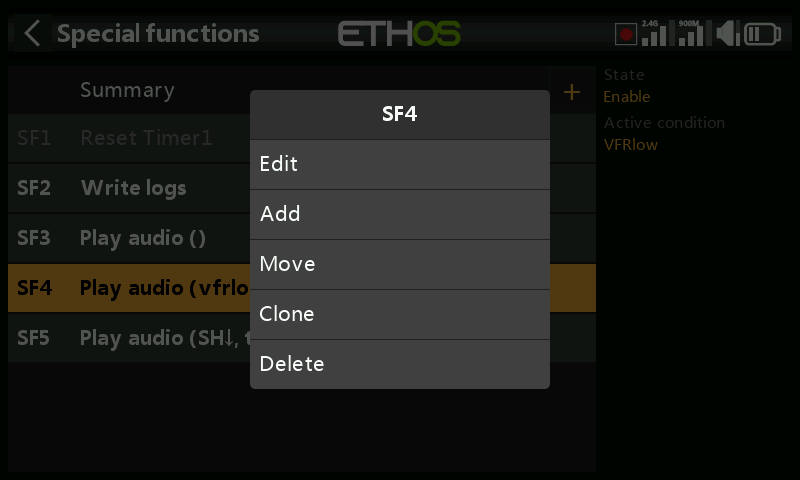 Special functions
ETHOS
2.4G
900M
Summary
+
State
Enable
Active condition
VFRlow
SF1 Reset Timer1
SF2 Write logs
SF3 Play audio ()
SF4 Play audio (vfrlo
SF5 Play audio (SH↓, t
SF4
Edit
Add
Move
Clone
Delete